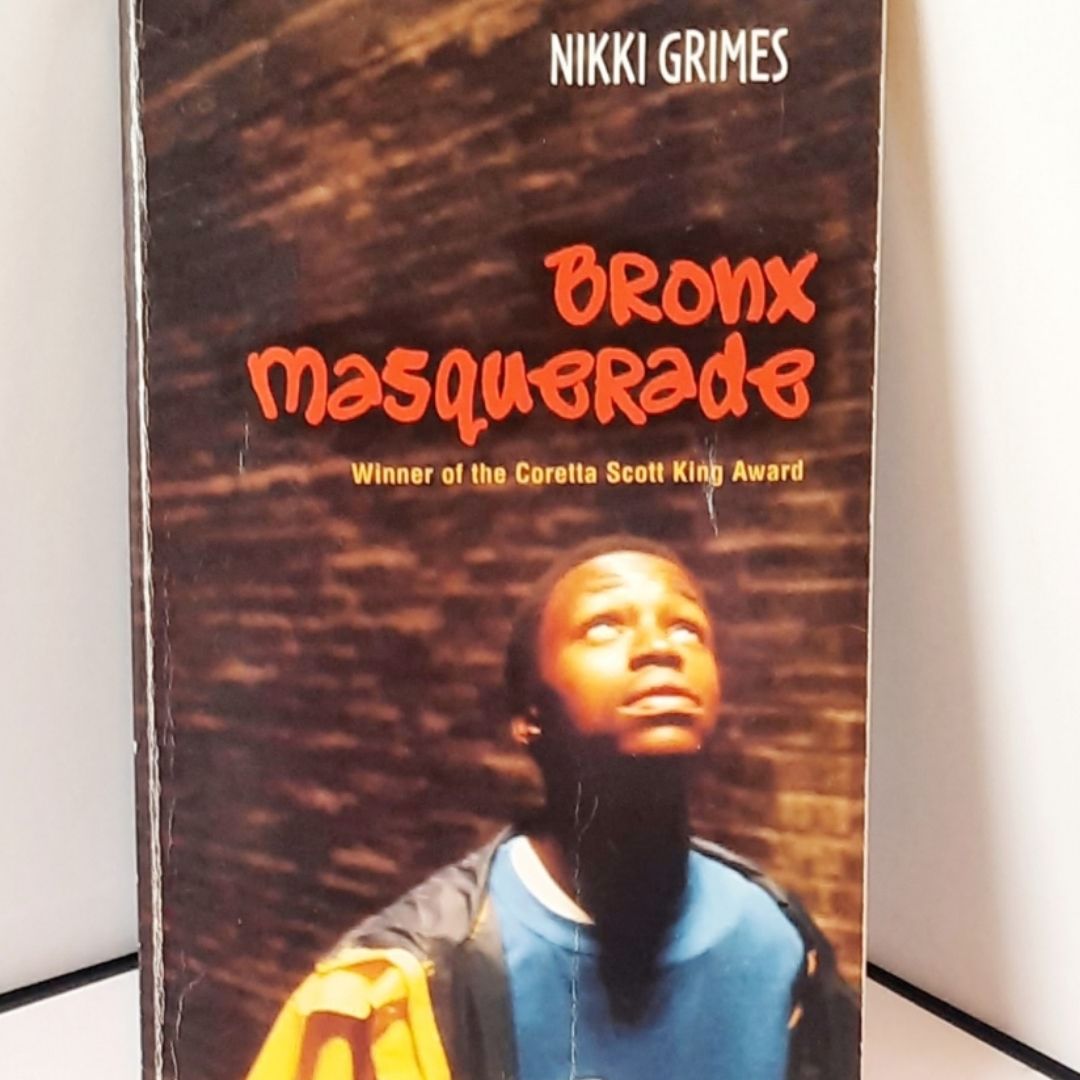 NIKKI GRIMES
BRonx
masqueRade
Winner of the Coretta Scott King Award